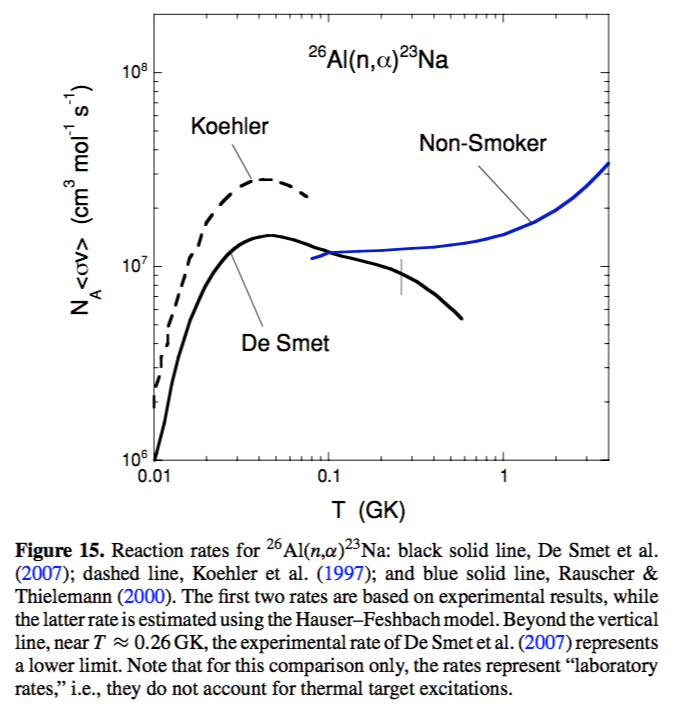 ²⁶Al(n,α)²³Na
10⁸
Koehler
Non-Smoker
N_A <σv> (cm³ mol⁻¹ s⁻¹)
10⁷
De Smet
10⁶
0.01 0.1 1
T (GK)
Figure 15. Reaction rates for ²⁶Al(n,α)²³Na: black solid line, De Smet et al.
(2007); dashed line, Koehler et al. (1997); and blue solid line, Rauscher &
Thielemann (2000). The first two rates are based on experimental results, while
the latter rate is estimated using the Hauser–Feshbach model. Beyond the vertical
line, near T ≈ 0.26 GK, the experimental rate of De Smet et al. (2007) represents
a lower limit. Note that for this comparison only, the rates represent “laboratory
rates,” i.e., they do not account for thermal target excitations.